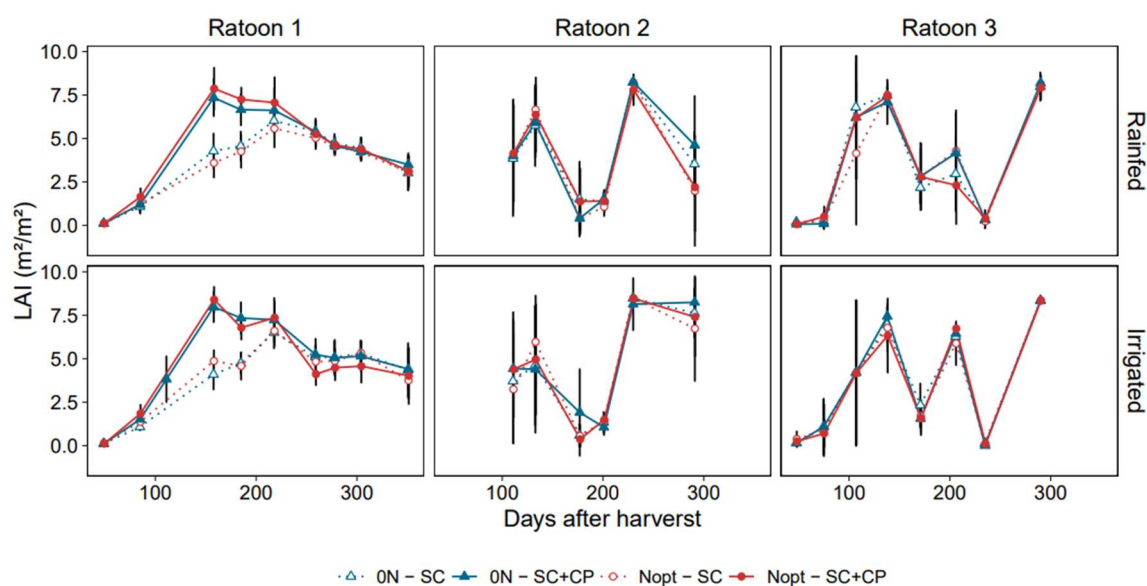 Ratoon 1 Ratoon 2 Ratoon 3
10.0
7.5
5.0
2.5
0.0
Rainfed
10.0
7.5
5.0
2.5
0.0
Irrigated
LAI (m²/m²)
100 200 300 100 200 300 100 200 300
Days after harverst
0N − SC 0N − SC+CP Nopt − SC Nopt − SC+CP